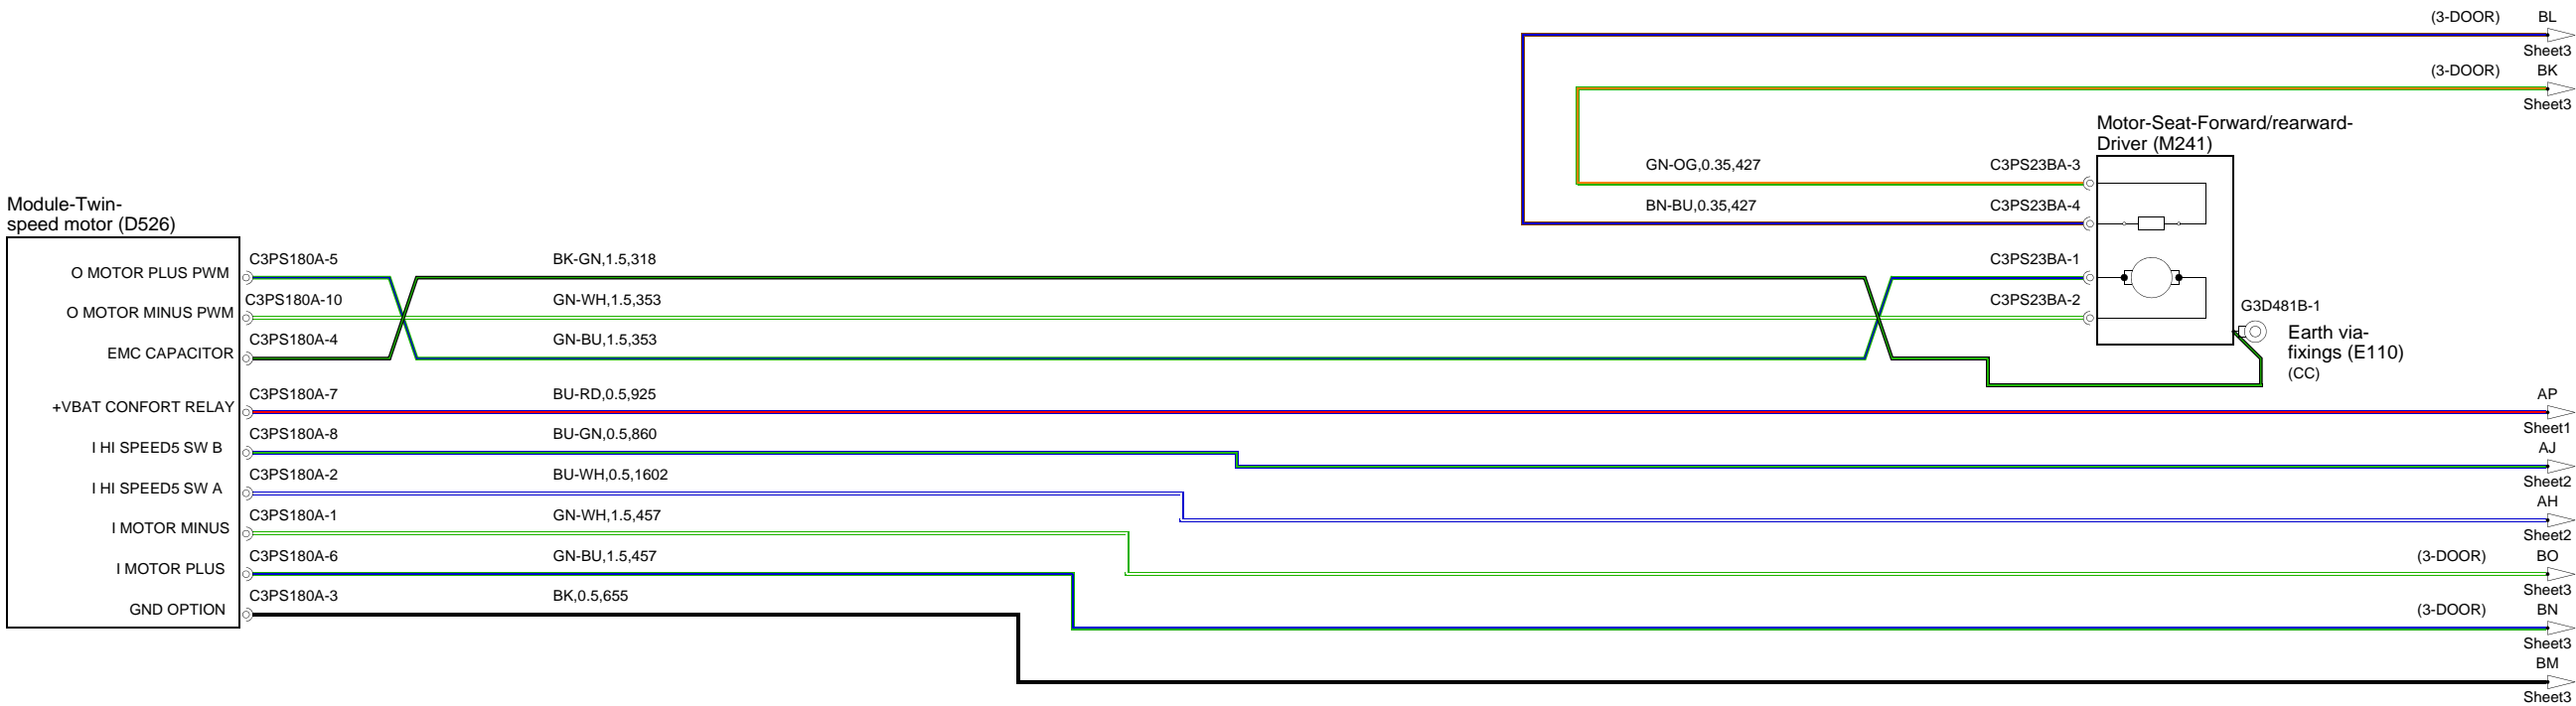 (3-DOOR) BL
Sheet3
(3-DOOR) BK
Sheet3
Motor-Seat-Forward/rearward-
Driver (M241)
GN-OG,0.35,427 C3PS23BA-3
BN-BU,0.35,427 C3PS23BA-4
Module-Twin-
speed motor (D526)
O MOTOR PLUS PWM C3PS180A-5 BK-GN,1.5,318 C3PS23BA-1
O MOTOR MINUS PWM C3PS180A-10 GN-WH,1.5,353 C3PS23BA-2
G3D481B-1
Earth via-
fixings (E110)
(CC)
EMC CAPACITOR C3PS180A-4 GN-BU,1.5,353
+VBAT CONFORT RELAY C3PS180A-7 BU-RD,0.5,925 AP
Sheet1
I HI SPEED5 SW B C3PS180A-8 BU-GN,0.5,860 AJ
Sheet2
I HI SPEED5 SW A C3PS180A-2 BU-WH,0.5,1602 AH
Sheet2
I MOTOR MINUS C3PS180A-1 GN-WH,1.5,457 (3-DOOR) BO
Sheet3
I MOTOR PLUS C3PS180A-6 GN-BU,1.5,457 (3-DOOR) BN
Sheet3
GND OPTION C3PS180A-3 BK,0.5,655 BM
Sheet3